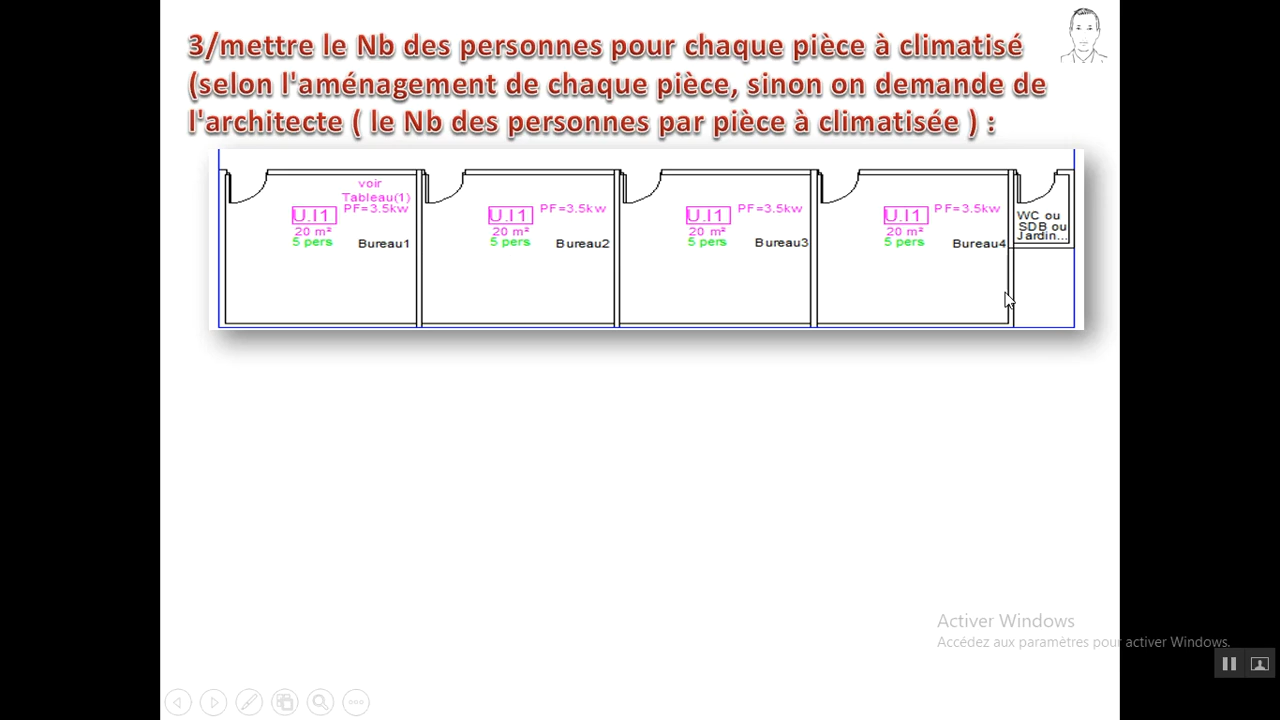 3/mettre le Nb des personnes pour chaque pièce à climatisé
(selon l'aménagement de chaque pièce, sinon on demande de
l'architecte ( le Nb des personnes par pièce à climatisée ) :
voir
Tableau(1)
U.I1 PF=3.5kw
20 m²
5 pers Bureau1
U.I1 PF=3.5kw
20 m²
5 pers Bureau2
U.I1 PF=3.5kw
20 m²
5 pers Bureau3
U.I1 PF=3.5kw
20 m²
5 pers Bureau4
WC ou
SDB ou
Jardin...
Activer Windows
Accédez aux paramètres pour activer Windows.